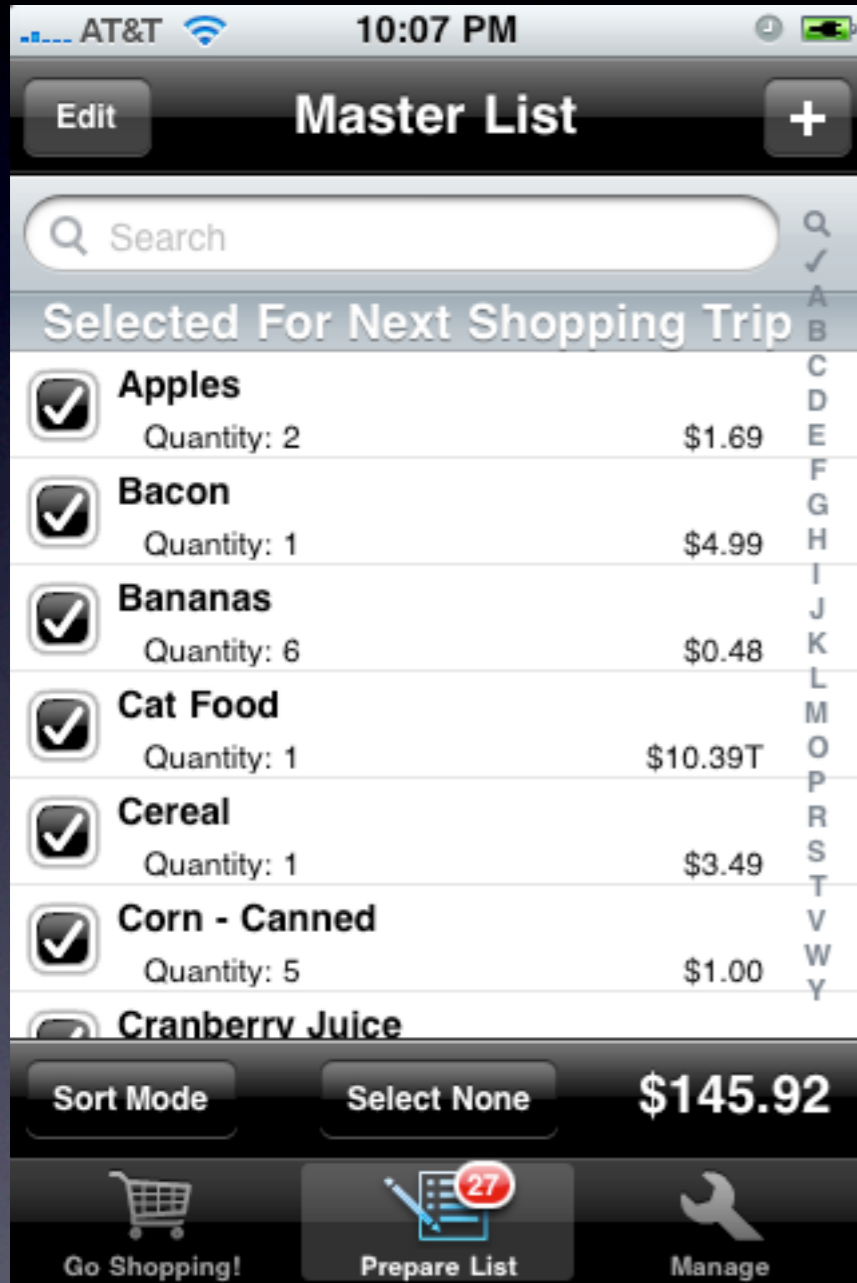 AT&T 10:07 PM
Edit Master List +
Search
Selected For Next Shopping Trip
Apples
Quantity: 2 $1.69
Bacon
Quantity: 1 $4.99
Bananas
Quantity: 6 $0.48
Cat Food
Quantity: 1 $10.39T
Cereal
Quantity: 1 $3.49
Corn - Canned
Quantity: 5 $1.00
Cranberry Juice
A
B
C
D
E
F
G
H
I
J
K
L
M
O
P
R
S
T
V
W
Y
Sort Mode Select None $145.92
27
Go Shopping! Prepare List Manage